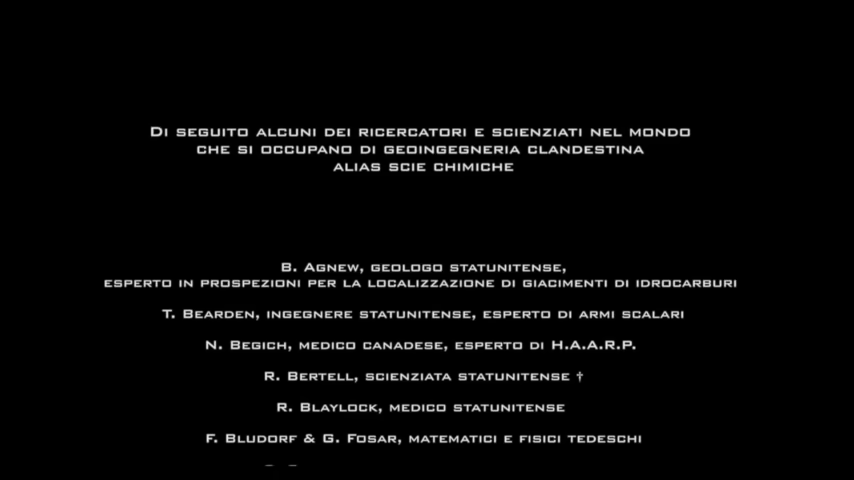 Di seguito alcuni dei ricercatori e scienziati nel mondo
che si occupano di geoingegneria clandestina
alias scie chimiche
B. Agnew, geologo statunitense,
esperto in prospezioni per la localizzazione di giacimenti di idrocarburi
T. Bearden, ingegnere statunitense, esperto di armi scalari
N. Begich, medico canadese, esperto di H.A.A.R.P.
R. Bertell, scienziata statunitense †
R. Blaylock, medico statunitense
F. Bludorf & G. Fosar, matematici e fisici tedeschi